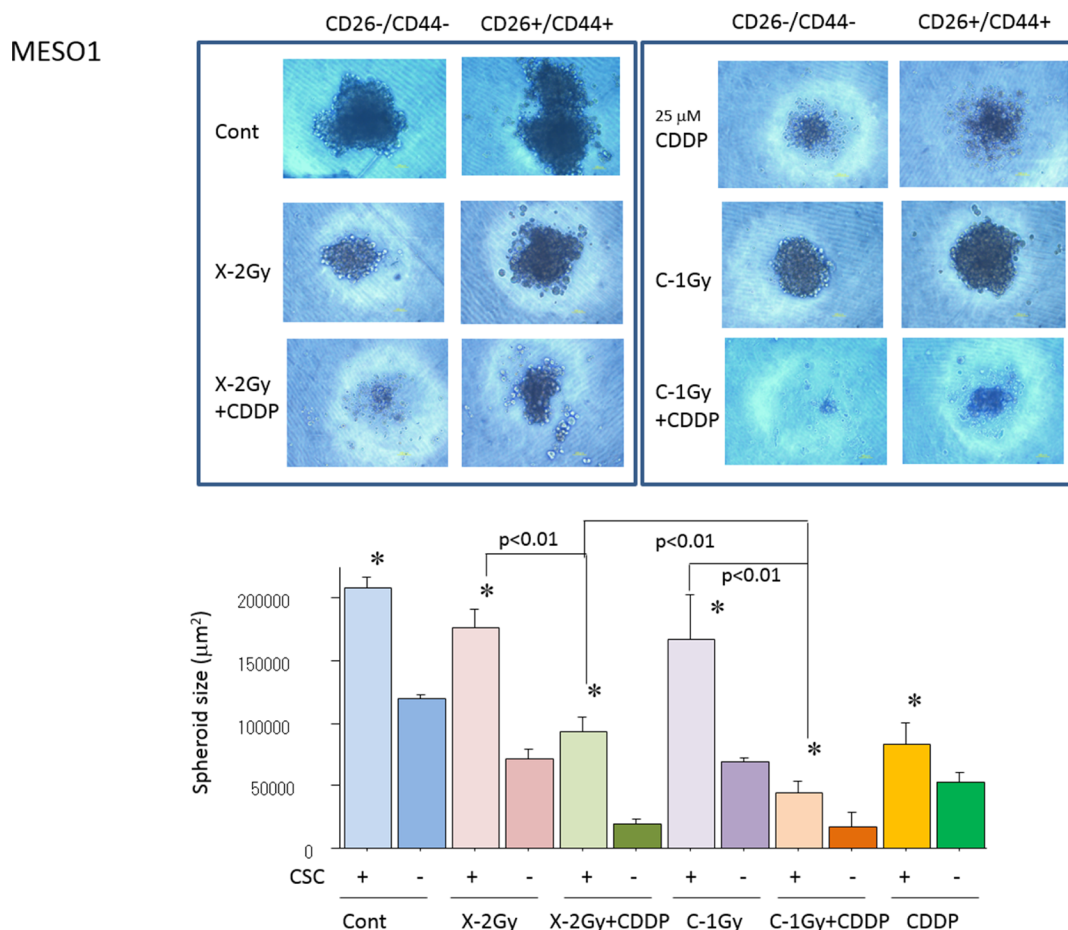 CD26-/CD44- CD26+/CD44+ CD26-/CD44- CD26+/CD44+
MESO1
Cont
25 μM
CDDP
X-2Gy
C-1Gy
X-2Gy
+CDDP
C-1Gy
+CDDP
p<0.01
p<0.01
p<0.01
*
*
*
*
*
*
Spheroid size (μm²)
200000
150000
100000
50000
0
CSC + - + - + - + - + - + -
Cont X-2Gy X-2Gy+CDDP C-1Gy C-1Gy+CDDP CDDP